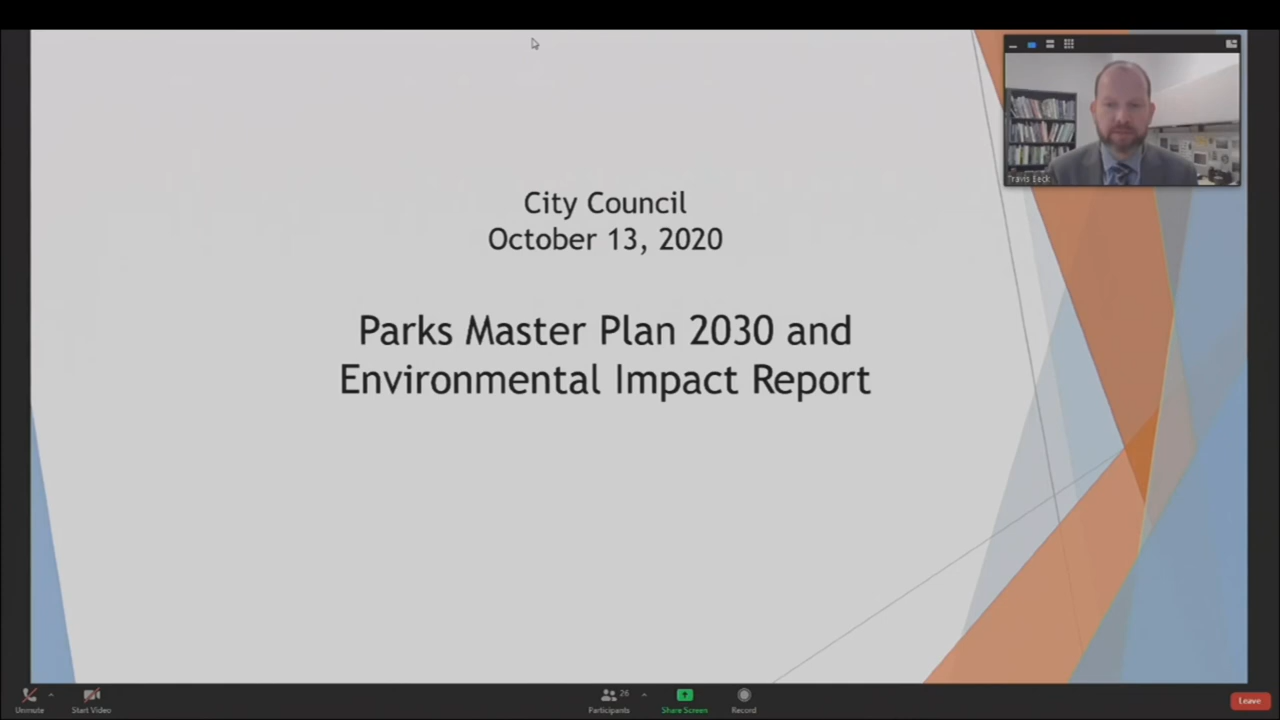 City Council
October 13, 2020
Parks Master Plan 2030 and
Environmental Impact Report
Travis Beck
Unmute
Start Video
26
Participants
Share Screen
Record
Leave